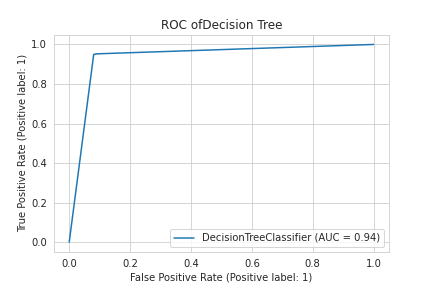 ROC ofDecision Tree
True Positive Rate (Positive label: 1)
1.0
0.8
0.6
0.4
0.2
0.0
DecisionTreeClassifier (AUC = 0.94)
0.0 0.2 0.4 0.6 0.8 1.0
False Positive Rate (Positive label: 1)